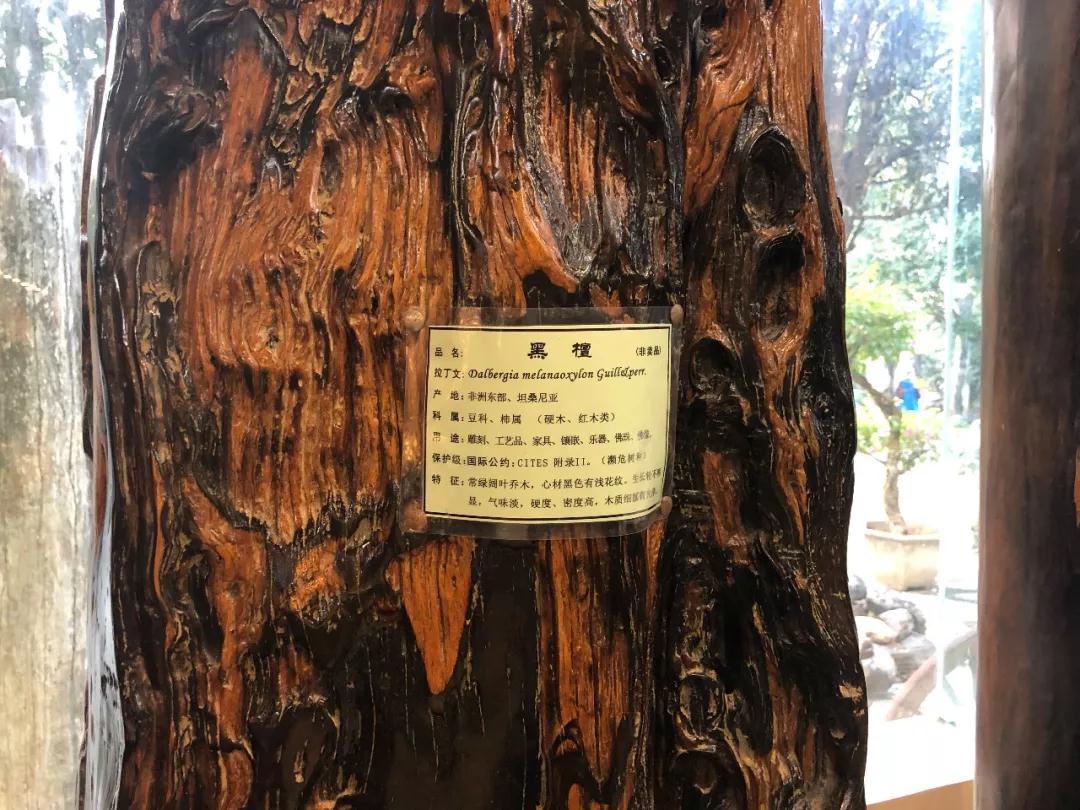 品 名: 黑 檀 (非卖品)
拉丁文: Dalbergia melanaoxylon Guill&perr.
产 地: 非洲东部、坦桑尼亚
科 属: 豆科、柿属 (硬木、红木类)
用 途: 雕刻、工艺品、家具、镶嵌、乐器、佛珠、佛像。
保护级: 国际公约: CITES 附录II。(濒危树种)
特 征: 常绿阔叶乔木，心材黑色有浅花纹。生长轮不明
显，气味淡，硬度、密度高，木质细腻